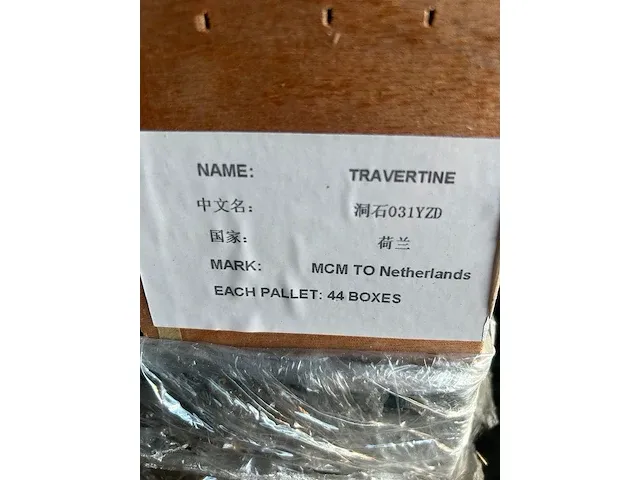 NAME: TRAVERTINE
中文名: 洞石031YZD
国家: 荷兰
MARK: MCM TO Netherlands
EACH PALLET: 44 BOXES